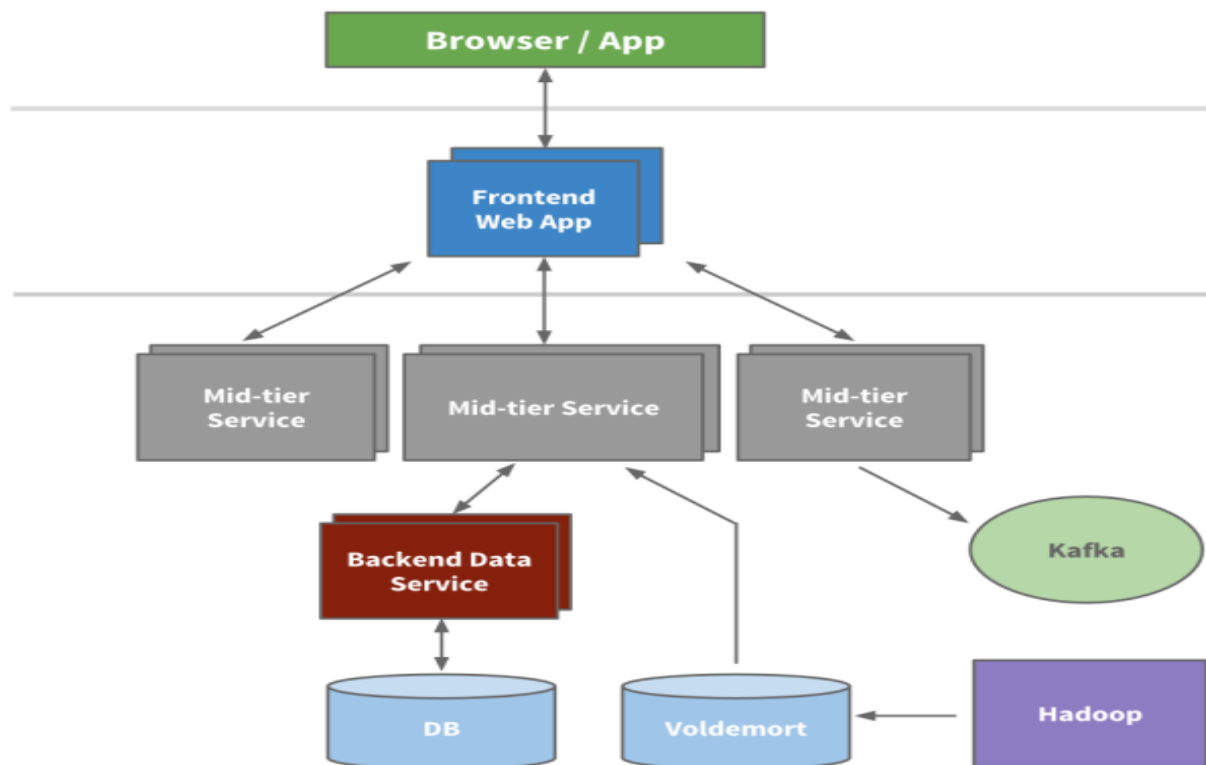 Browser / App
Frontend
Web App
Mid-tier
Service
Mid-tier Service
Mid-tier
Service
Backend Data
Service
Kafka
DB
Voldemort
Hadoop